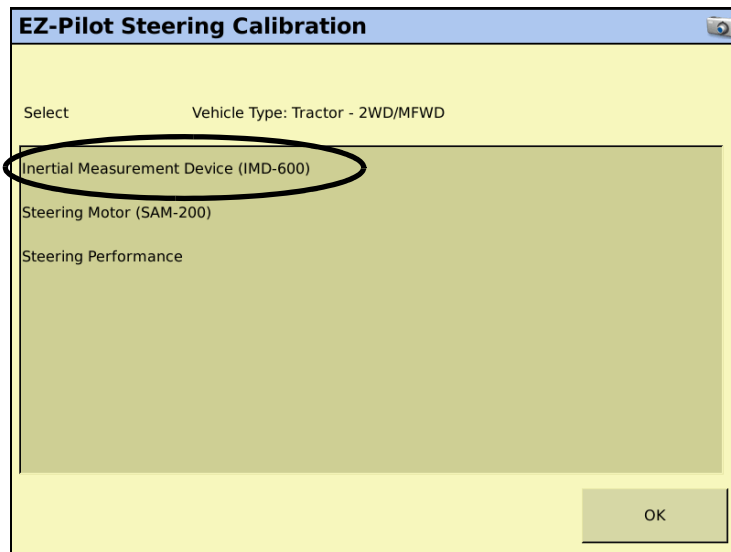 EZ-Pilot Steering Calibration
Select Vehicle Type: Tractor - 2WD/MFWD
Inertial Measurement Device (IMD-600)
Steering Motor (SAM-200)
Steering Performance
OK